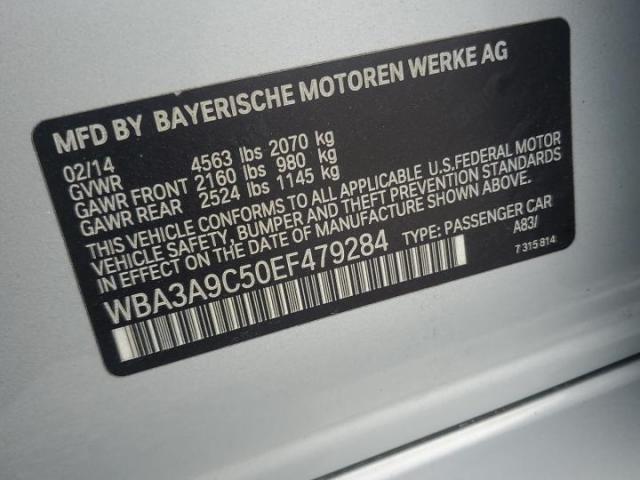 MFD BY BAYERISCHE MOTOREN WERKE AG
02/14
GVWR 4563 lbs 2070 kg
GAWR FRONT 2160 lbs 980 kg
GAWR REAR 2524 lbs 1145 kg
THIS VEHICLE CONFORMS TO ALL APPLICABLE U.S.FEDERAL MOTOR
VEHICLE SAFETY, BUMPER AND THEFT PREVENTION STANDARDS
IN EFFECT ON THE DATE OF MANUFACTURE SHOWN ABOVE.
WBA3A9C50EF479284 TYPE: PASSENGER CAR
A83/
7 315 814